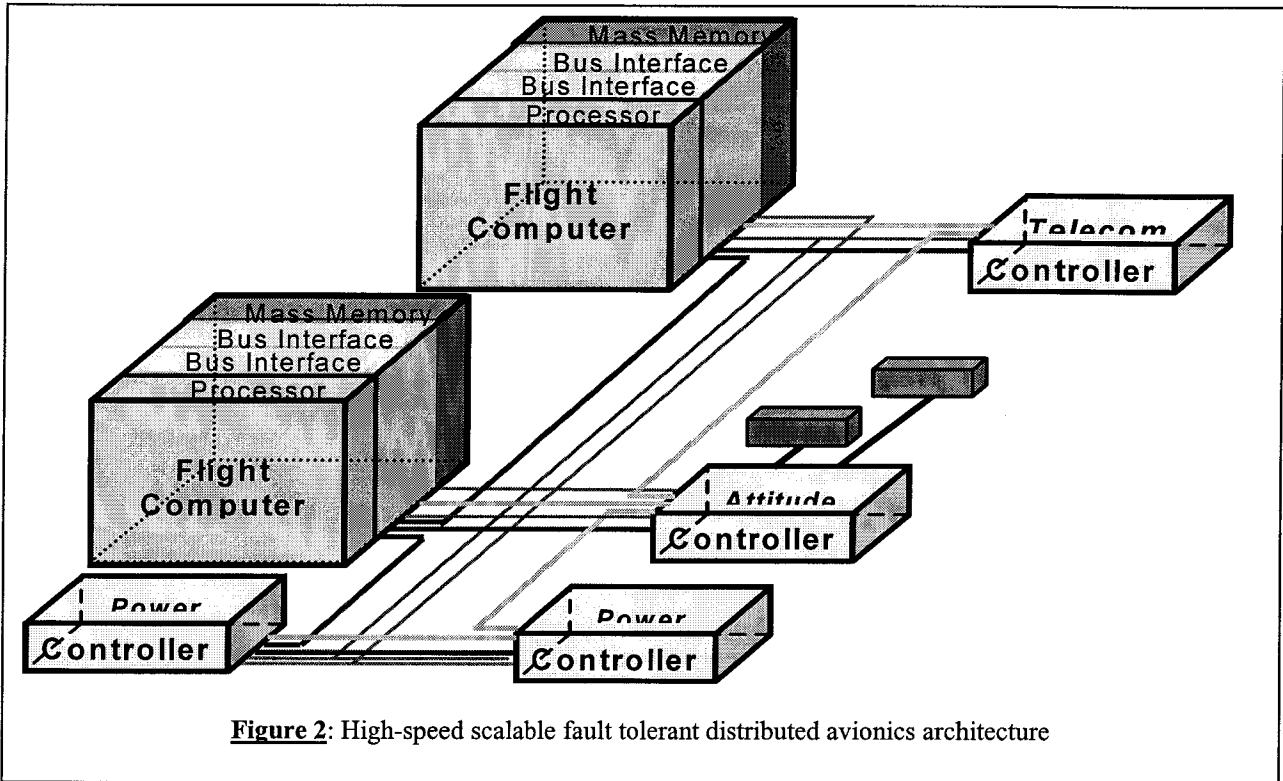 Mass Memory
Bus Interface
Bus Interface
Processor
Flight
Computer
Telecom
Controller
Mass Memory
Bus Interface
Bus Interface
Processor
Flight
Computer
Attitude
Controller
Power
Controller
Power
Controller
Figure 2: High-speed scalable fault tolerant distributed avionics architecture